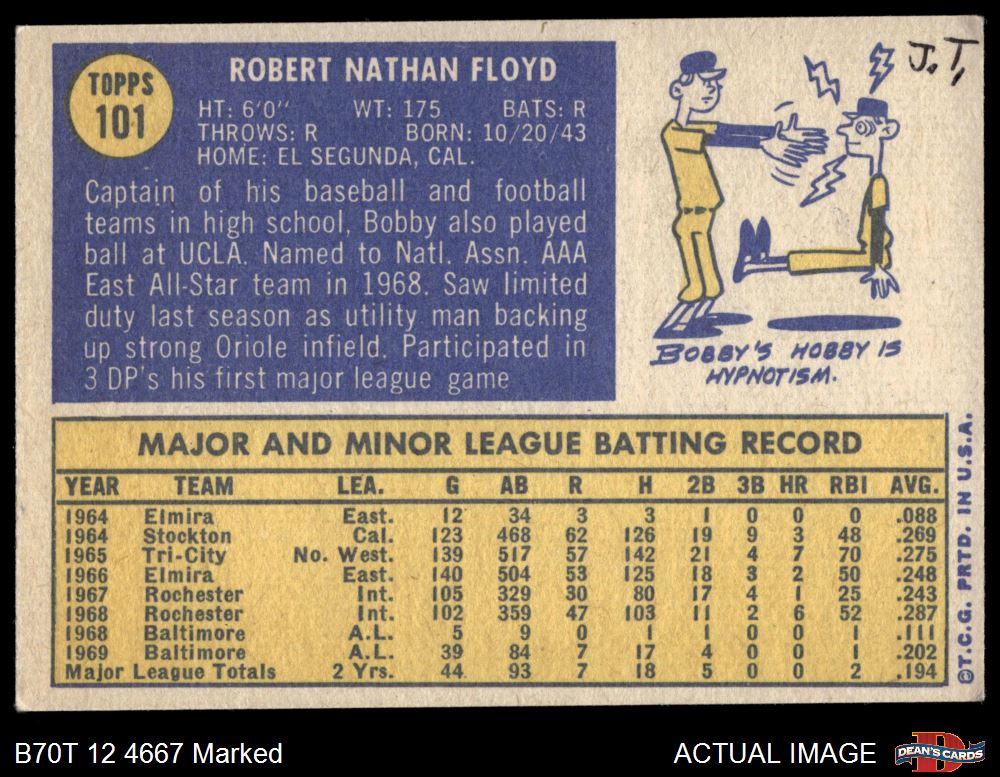 TOPPS
101
ROBERT NATHAN FLOYD
HT: 6'0" WT: 175 BATS: R
THROWS: R BORN: 10/20/43
HOME: EL SEGUNDA, CAL.
Captain of his baseball and football
teams in high school, Bobby also played
ball at UCLA. Named to Natl. Assn. AAA
East All-Star team in 1968. Saw limited
duty last season as utility man backing
up strong Oriole infield. Participated in
3 DP's his first major league game
J.T,
BOBBY'S HOBBY IS
HYPNOTISM.
MAJOR AND MINOR LEAGUE BATTING RECORD
YEAR TEAM LEA. G AB R H 2B 3B HR RBI AVG.
1964 Elmira East. 12 34 3 3 1 0 0 0 .088
1964 Stockton Cal. 123 468 62 126 19 9 3 48 .269
1965 Tri-City No. West. 139 517 57 142 21 4 7 70 .275
1966 Elmira East. 140 504 53 125 18 3 2 50 .248
1967 Rochester Int. 105 329 30 80 17 4 1 25 .243
1968 Rochester Int. 102 359 47 103 11 2 6 52 .287
1968 Baltimore A.L. 5 9 0 1 1 0 0 1 .111
1969 Baltimore A.L. 39 84 7 17 4 0 0 1 .202
Major League Totals 2 Yrs. 44 93 7 18 5 0 0 2 .194
©T.C.G. PRTD. IN U.S.A.
B70T 12 4667 Marked
ACTUAL IMAGE
DEAN'S CARDS